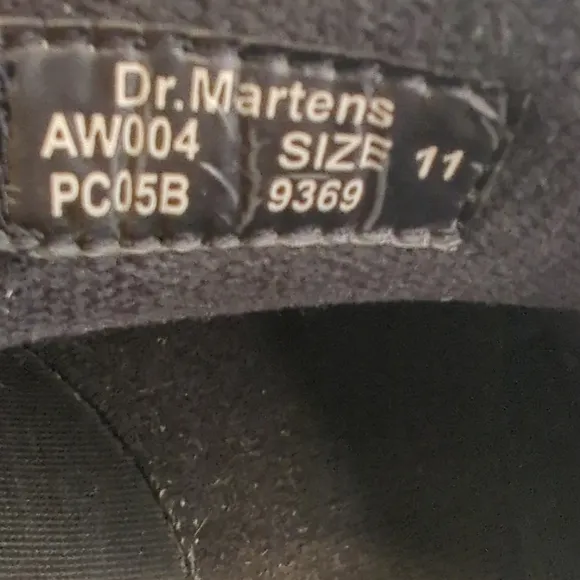 Dr.Martens
AW004 SIZE 11
PC05B 9369